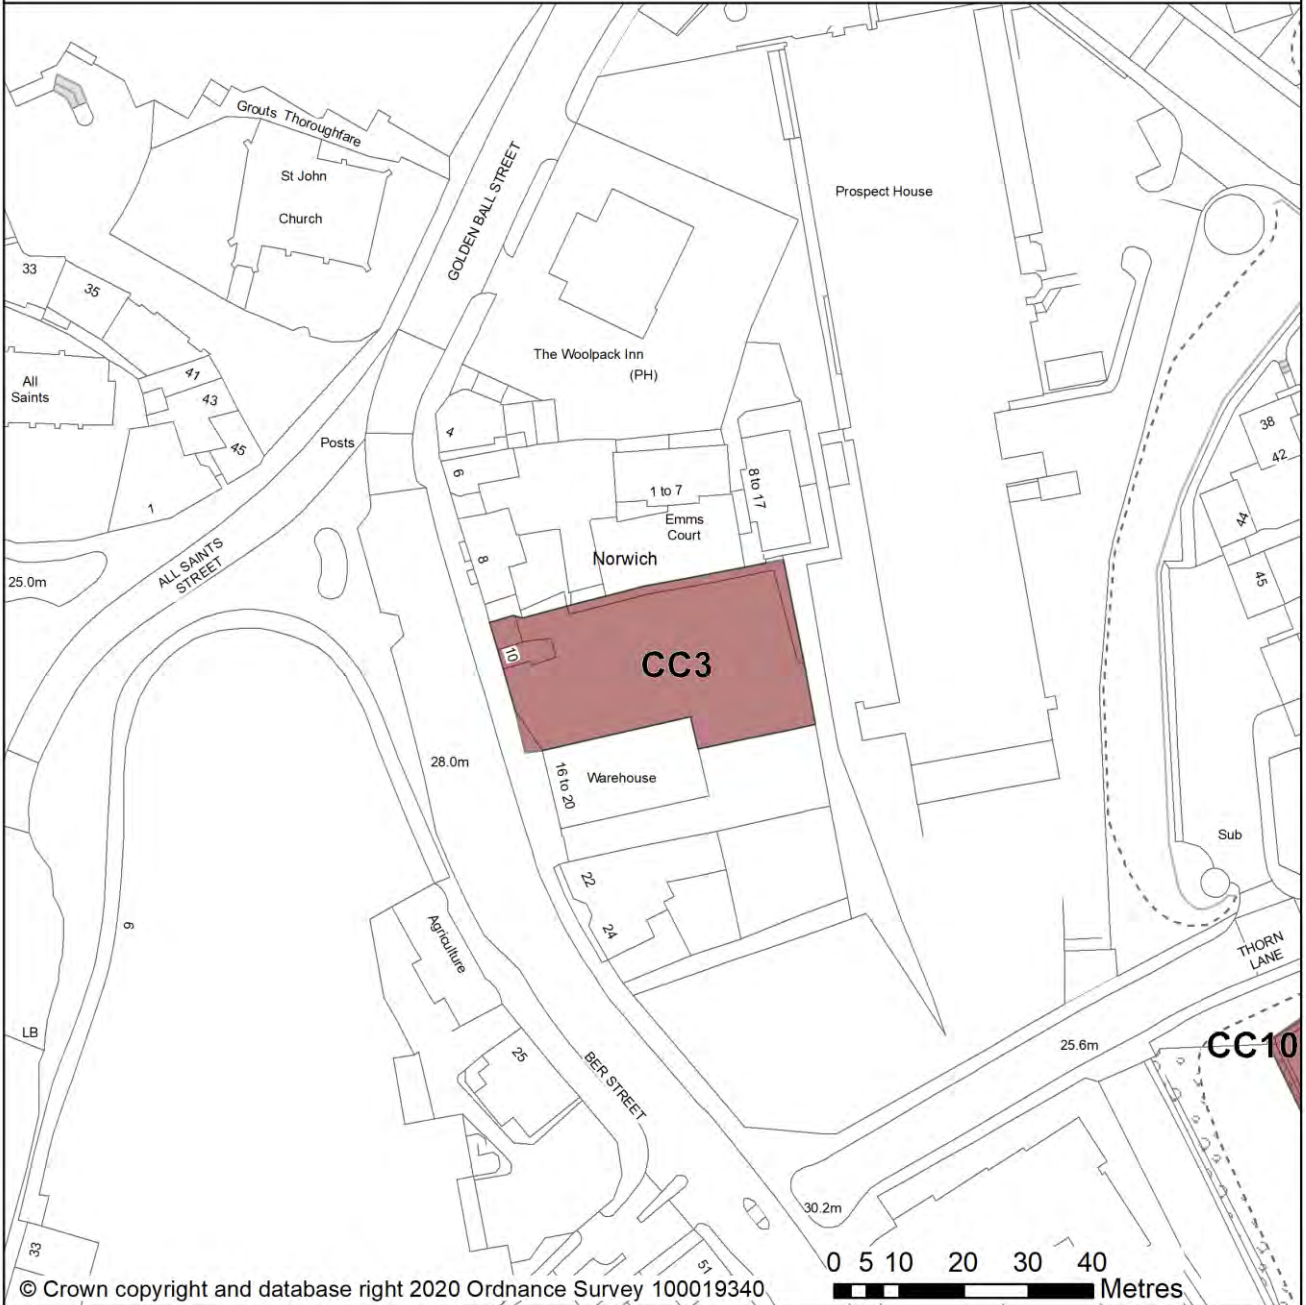 Grouts Thoroughfare
St John
Church
GOLDEN BALL STREET
Prospect House
33
35
The Woolpack Inn
(PH)
All
Saints
41
43
45
Posts
4
6
38
42
1
1 to 7
8 to 17
Emms
Court
44
8
Norwich
ALL SAINTS
STREET
25.0m
45
10
CC3
28.0m
16 to 20
Warehouse
Sub
22
24
9
Agriculture
THORN
LANE
LB
25
25.6m
CC10
BER STREET
30.2m
33
51
0 5 10 20 30 40
Metres
© Crown copyright and database right 2020 Ordnance Survey 100019340